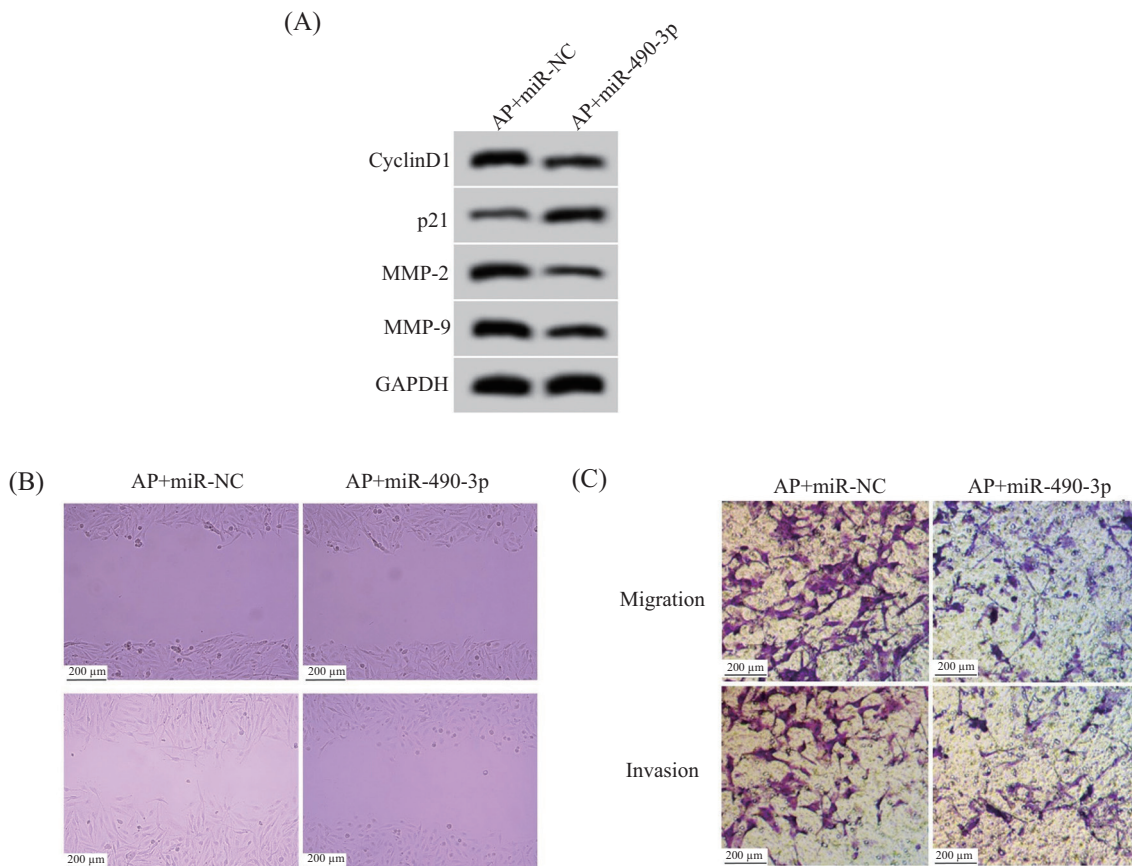 (A)
AP+miR-NC
AP+miR-490-3p
CyclinD1
p21
MMP-2
MMP-9
GAPDH
(B)
AP+miR-NC
AP+miR-490-3p
200 µm
200 µm
200 µm
200 µm
(C)
AP+miR-NC
AP+miR-490-3p
Migration
200 µm
200 µm
Invasion
200 µm
200 µm